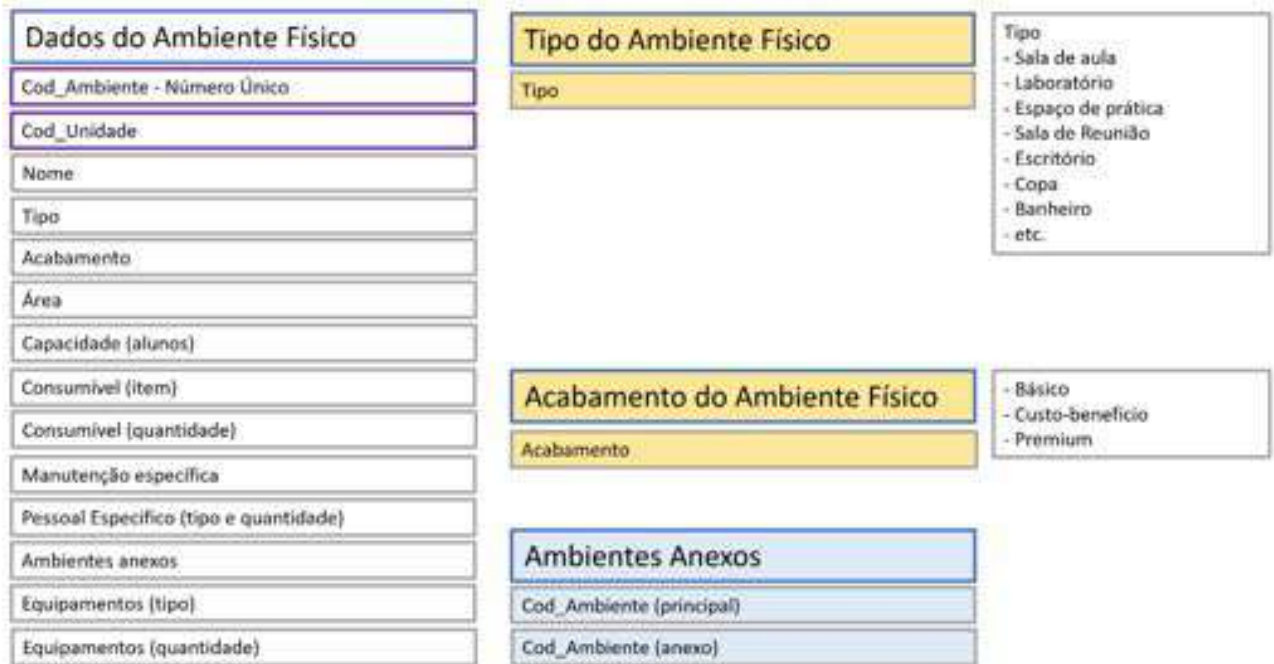 Dados do Ambiente Físico
Cod_Ambiente - Número Único
Cod_Unidade
Nome
Tipo
Acabamento
Área
Capacidade (alunos)
Consumível (item)
Consumível (quantidade)
Manutenção específica
Pessoal Específico (tipo e quantidade)
Ambientes anexos
Equipamentos (tipo)
Equipamentos (quantidade)
Tipo do Ambiente Físico
Tipo
Tipo
- Sala de aula
- Laboratório
- Espaço de prática
- Sala de Reunião
- Escritório
- Copa
- Banheiro
- etc.
Acabamento do Ambiente Físico
Acabamento
- Básico
- Custo-benefício
- Premium
Ambientes Anexos
Cod_Ambiente (principal)
Cod_Ambiente (anexo)